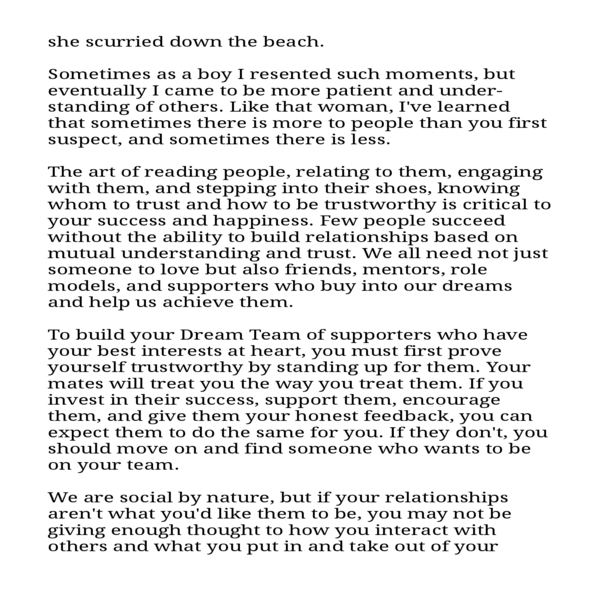 she scurried down the beach.
Sometimes as a boy I resented such moments, but
eventually I came to be more patient and under-
standing of others. Like that woman, I've learned
that sometimes there is more to people than you first
suspect, and sometimes there is less.
The art of reading people, relating to them, engaging
with them, and stepping into their shoes, knowing
whom to trust and how to be trustworthy is critical to
your success and happiness. Few people succeed
without the ability to build relationships based on
mutual understanding and trust. We all need not just
someone to love but also friends, mentors, role
models, and supporters who buy into our dreams
and help us achieve them.
To build your Dream Team of supporters who have
your best interests at heart, you must first prove
yourself trustworthy by standing up for them. Your
mates will treat you the way you treat them. If you
invest in their success, support them, encourage
them, and give them your honest feedback, you can
expect them to do the same for you. If they don't, you
should move on and find someone who wants to be
on your team.
We are social by nature, but if your relationships
aren't what you'd like them to be, you may not be
giving enough thought to how you interact with
others and what you put in and take out of your